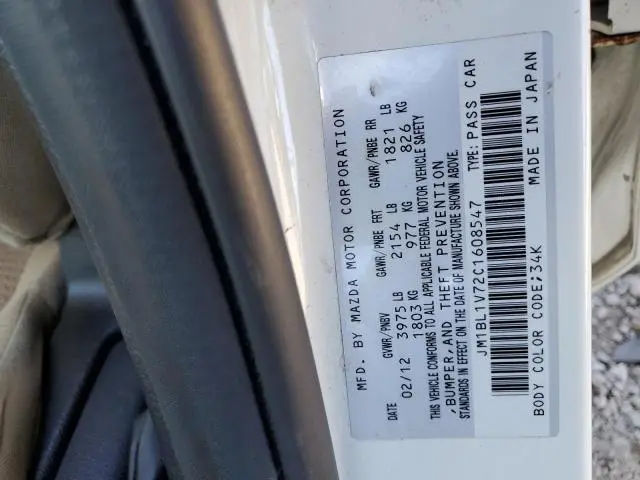 MFD. BY MAZDA MOTOR CORPORATION
DATE GVWR/PNBV GAWR/PNBE FRT GAWR/PNBE RR
02/12 3975 LB 2154 LB 1821 LB
1803 KG 977 KG 826 KG
THIS VEHICLE CONFORMS TO ALL APPLICABLE FEDERAL MOTOR VEHICLE SAFETY
,BUMPER,AND THEFT PREVENTION
STANDARDS IN EFFECT ON THE DATE OF MANUFACTURE SHOWN ABOVE.
JM1BL1V72C1608547 TYPE: PASS CAR
BODY COLOR CODE;34K MADE IN JAPAN